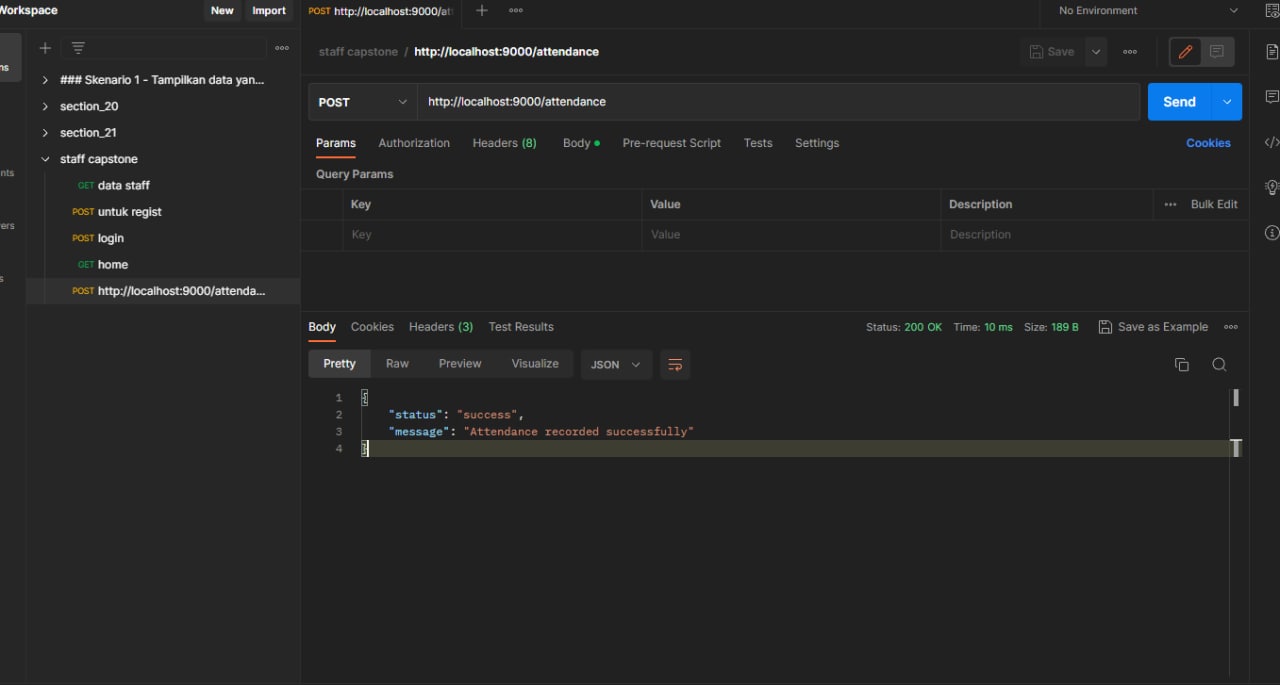 Workspace
New
Import
POST http://localhost:9000/att
No Environment
staff capstone / http://localhost:9000/attendance
Save
ns
### Skenario 1 - Tampilkan data yan...
section_20
section_21
staff capstone
GET data staff
POST untuk regist
POST login
GET home
POST http://localhost:9000/attenda...
nts
ers
s
POST
http://localhost:9000/attendance
Send
Params
Authorization
Headers (8)
Body
Pre-request Script
Tests
Settings
Cookies
Query Params
Key
Value
Description
Bulk Edit
Key
Value
Description
Body
Cookies
Headers (3)
Test Results
Status: 200 OK
Time: 10 ms
Size: 189 B
Save as Example
Pretty
Raw
Preview
Visualize
JSON
1 {
2 "status": "success",
3 "message": "Attendance recorded successfully"
4 }